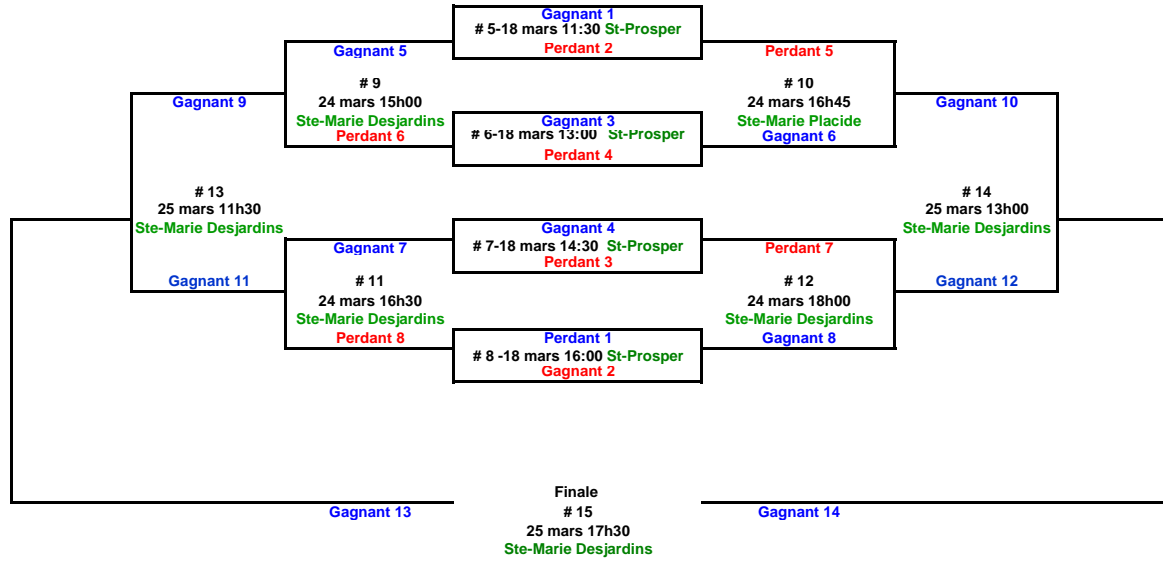 Gagnant 1
# 5-18 mars 11:30 St-Prosper
Perdant 2
Gagnant 5
Perdant 5
# 9
24 mars 15h00
Ste-Marie Desjardins
Perdant 6
# 10
24 mars 16h45
Ste-Marie Placide
Gagnant 6
Gagnant 9
Gagnant 10
Gagnant 3
# 6-18 mars 13:00 St-Prosper
Perdant 4
# 13
25 mars 11h30
Ste-Marie Desjardins
# 14
25 mars 13h00
Ste-Marie Desjardins
Gagnant 4
# 7-18 mars 14:30 St-Prosper
Perdant 3
Gagnant 7
Perdant 7
Gagnant 11
# 11
24 mars 16h30
Ste-Marie Desjardins
Perdant 8
# 12
24 mars 18h00
Ste-Marie Desjardins
Gagnant 8
Gagnant 12
Perdant 1
# 8 -18 mars 16:00 St-Prosper
Gagnant 2
Finale
# 15
25 mars 17h30
Ste-Marie Desjardins
Gagnant 13
Gagnant 14